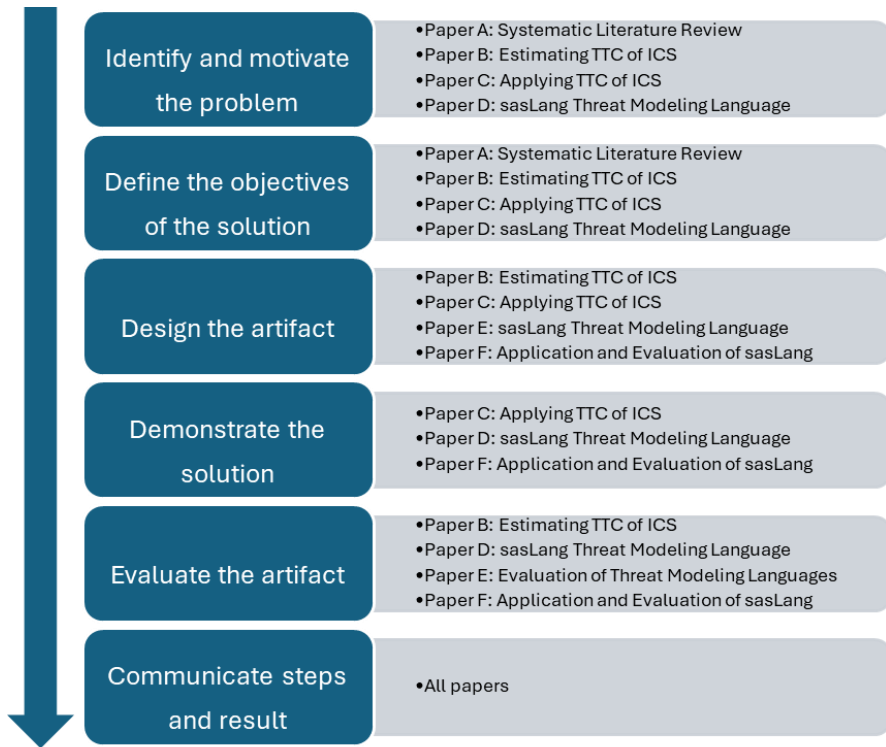 Identify and motivate
the problem
•Paper A: Systematic Literature Review
•Paper B: Estimating TTC of ICS
•Paper C: Applying TTC of ICS
•Paper D: sasLang Threat Modeling Language
Define the objectives
of the solution
•Paper A: Systematic Literature Review
•Paper B: Estimating TTC of ICS
•Paper C: Applying TTC of ICS
•Paper D: sasLang Threat Modeling Language
Design the artifact
•Paper B: Estimating TTC of ICS
•Paper C: Applying TTC of ICS
•Paper E: sasLang Threat Modeling Language
•Paper F: Application and Evaluation of sasLang
Demonstrate the
solution
•Paper C: Applying TTC of ICS
•Paper D: sasLang Threat Modeling Language
•Paper F: Application and Evaluation of sasLang
Evaluate the artifact
•Paper B: Estimating TTC of ICS
•Paper D: sasLang Threat Modeling Language
•Paper E: Evaluation of Threat Modeling Languages
•Paper F: Application and Evaluation of sasLang
Communicate steps
and result
•All papers